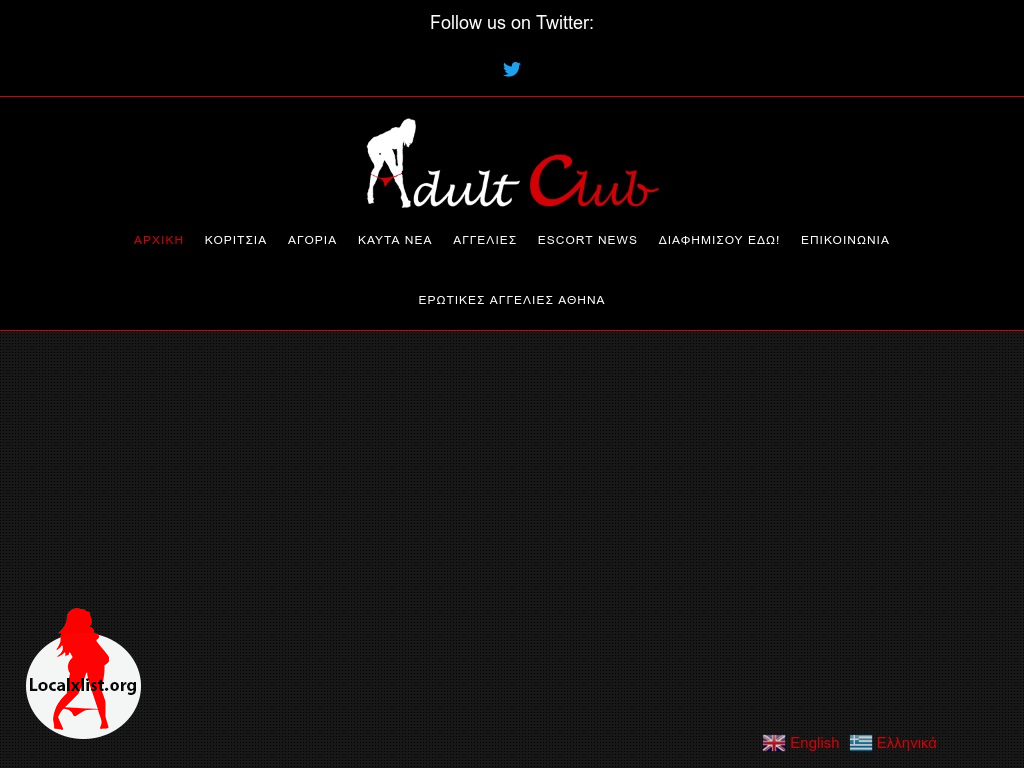 Follow us on Twitter:
Adult Club
ΑΡΧΙΚΗ ΚΟΡΙΤΣΙΑ ΑΓΟΡΙΑ ΚΑΥΤΑ ΝΕΑ ΑΓΓΕΛΙΕΣ ESCORT NEWS ΔΙΑΦΗΜΙΣΟΥ ΕΔΩ! ΕΠΙΚΟΙΝΩΝΙΑ
ΕΡΩΤΙΚΕΣ ΑΓΓΕΛΙΕΣ ΑΘΗΝΑ
Localxlist.org
English Ελληνικά